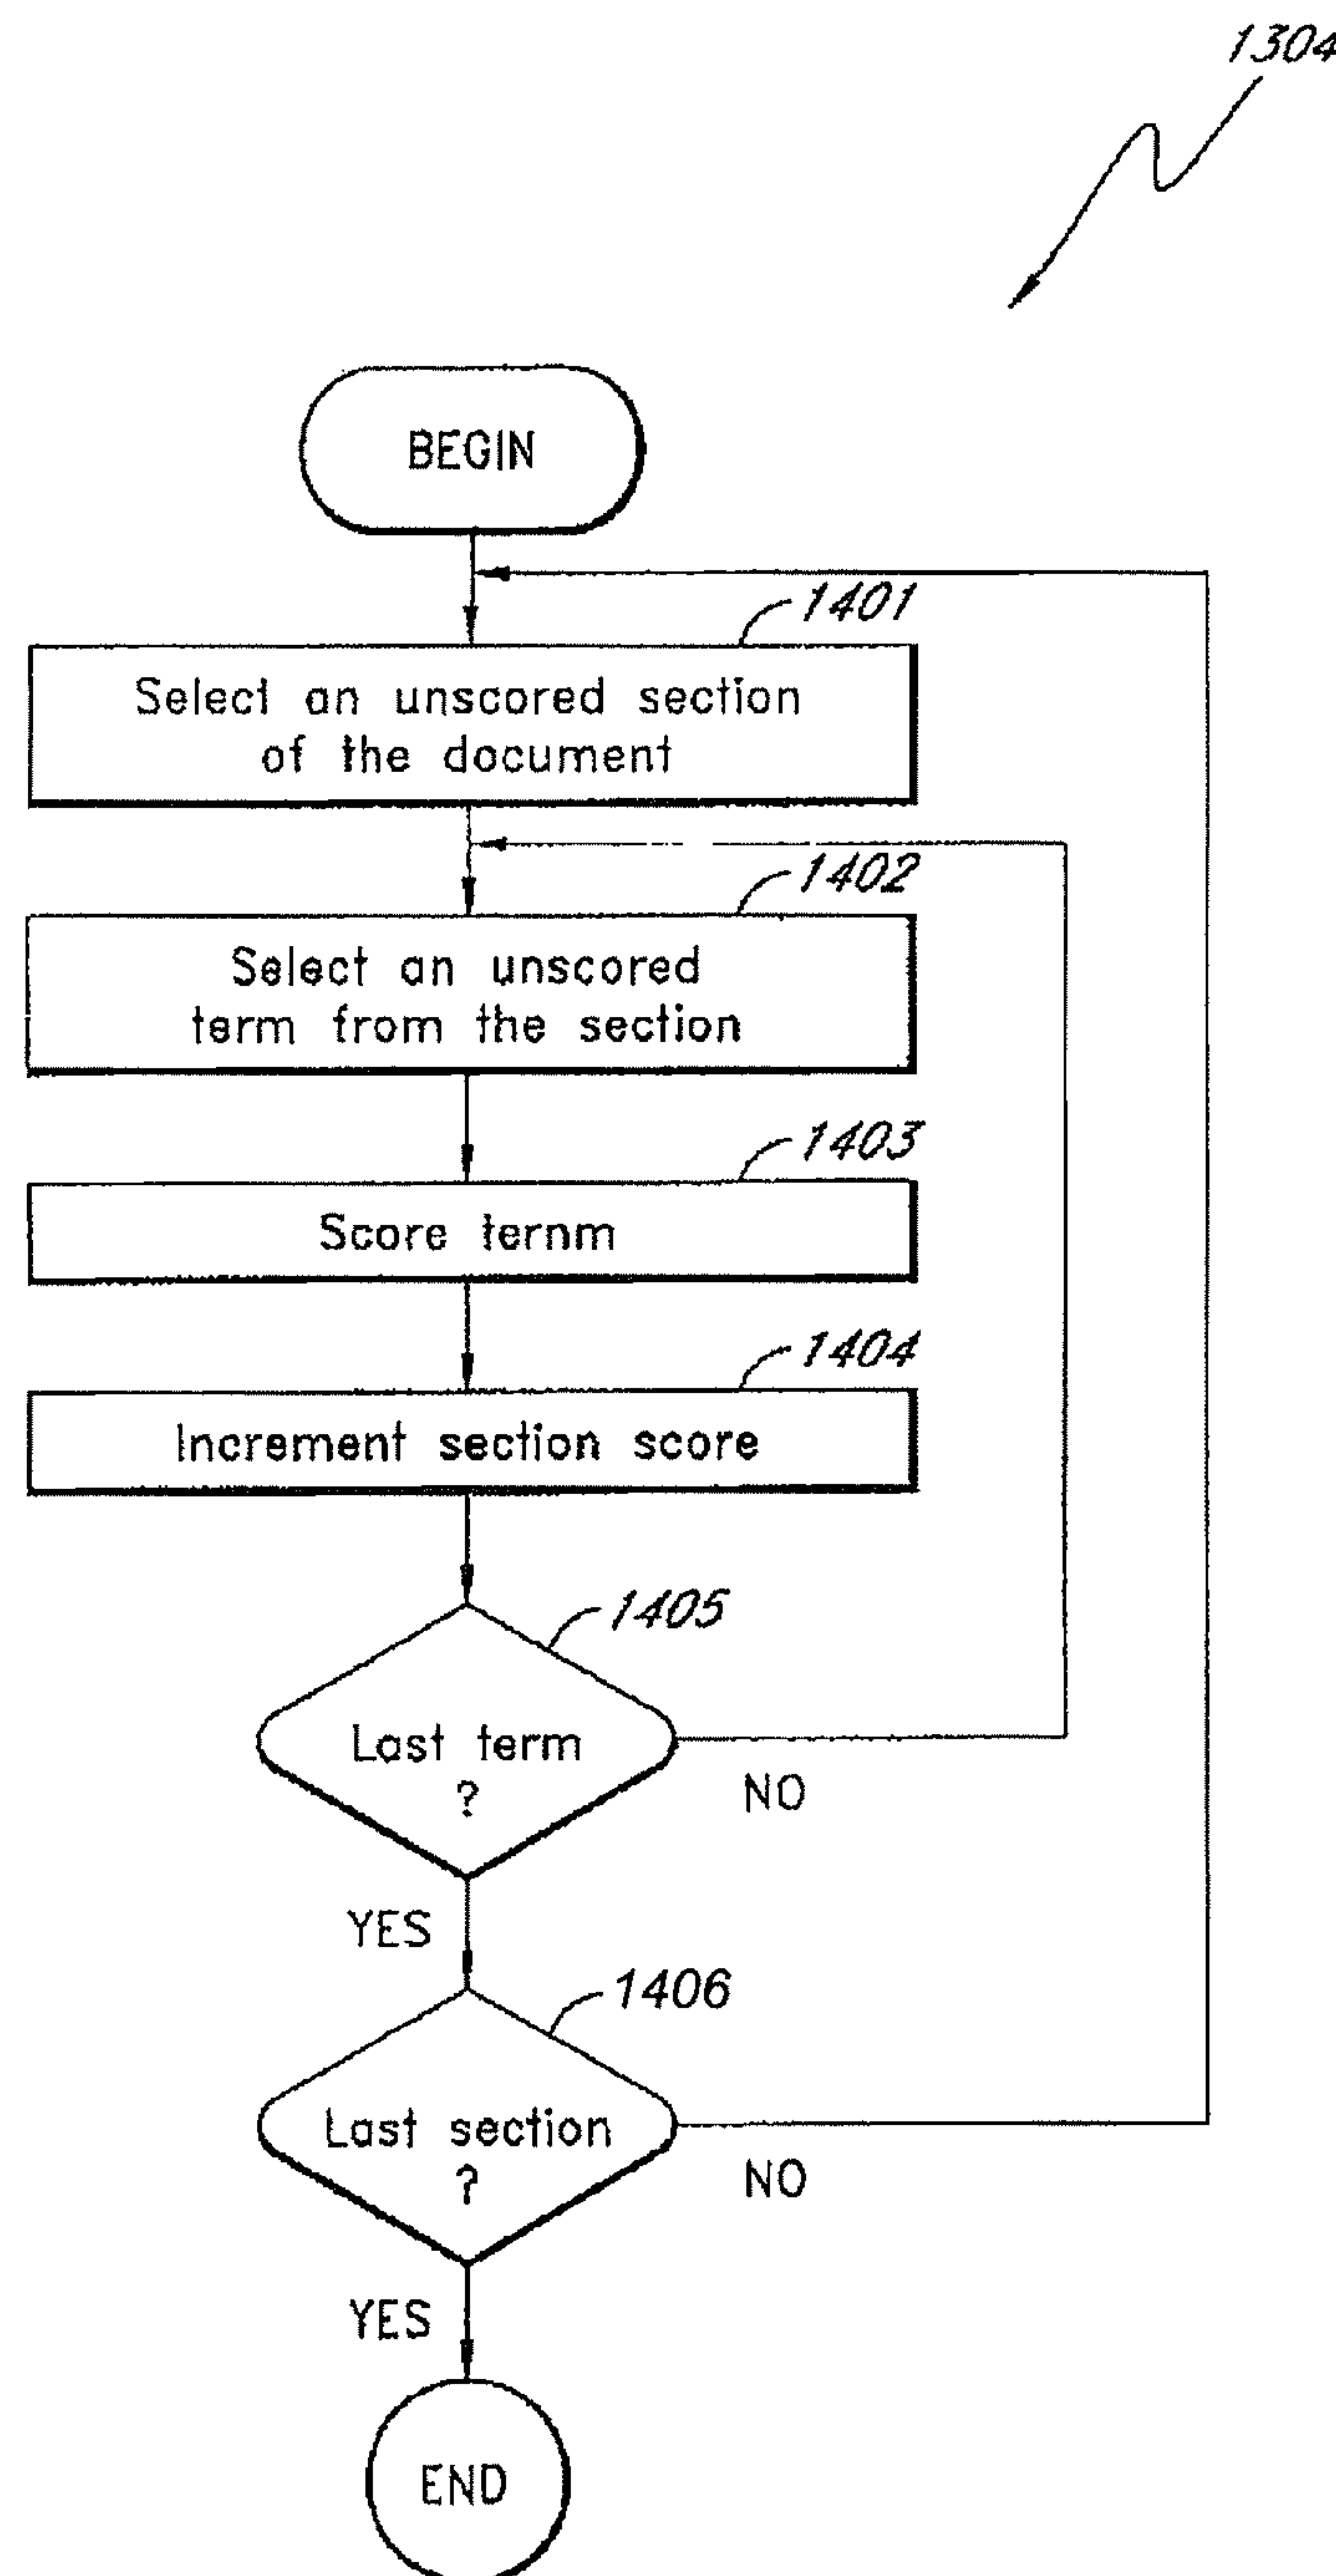 1304
BEGIN
1401
Select an unscored section
of the document
1402
Select an unscored
term from the section
1403
Score ternm
1404
Increment section score
1405
Last term
?
NO
YES
1406
Last section
?
NO
YES
END